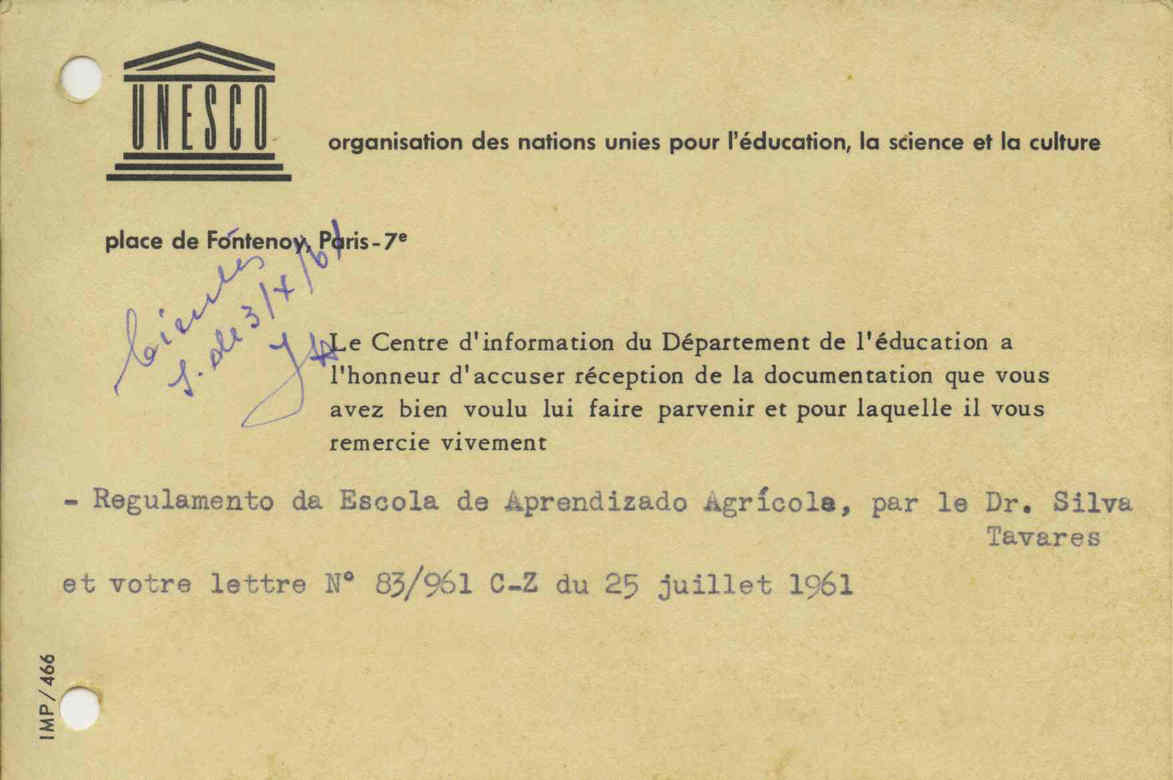 UNESCO
organisation des nations unies pour l'éducation, la science et la culture
place de Fontenoy, Paris-7e
3/X/61
Le Centre d'information du Département de l'éducation a
l'honneur d'accuser réception de la documentation que vous
avez bien voulu lui faire parvenir et pour laquelle il vous
remercie vivement
- Regulamento da Escola de Aprendizado Agrícola, par le Dr. Silva
Tavares
et votre lettre N° 83/961 C-Z du 25 juillet 1961
IMP/466